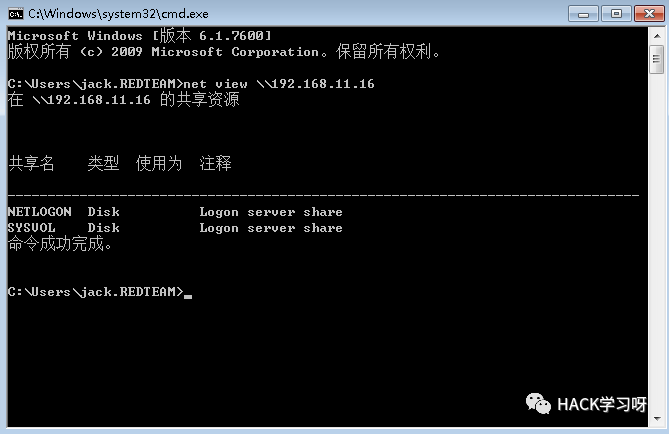 C:\Windows\system32\cmd.exe
Microsoft Windows [版本 6.1.7600]
版权所有 (c) 2009 Microsoft Corporation。保留所有权利。
C:\Users\jack.REDTEAM>net view \\192.168.11.16
在 \\192.168.11.16 的共享资源
共享名 类型 使用为 注释
-------------------------------------------------------------------------------
NETLOGON Disk Logon server share
SYSVOL Disk Logon server share
命令成功完成。
C:\Users\jack.REDTEAM>_
HACK学习呀